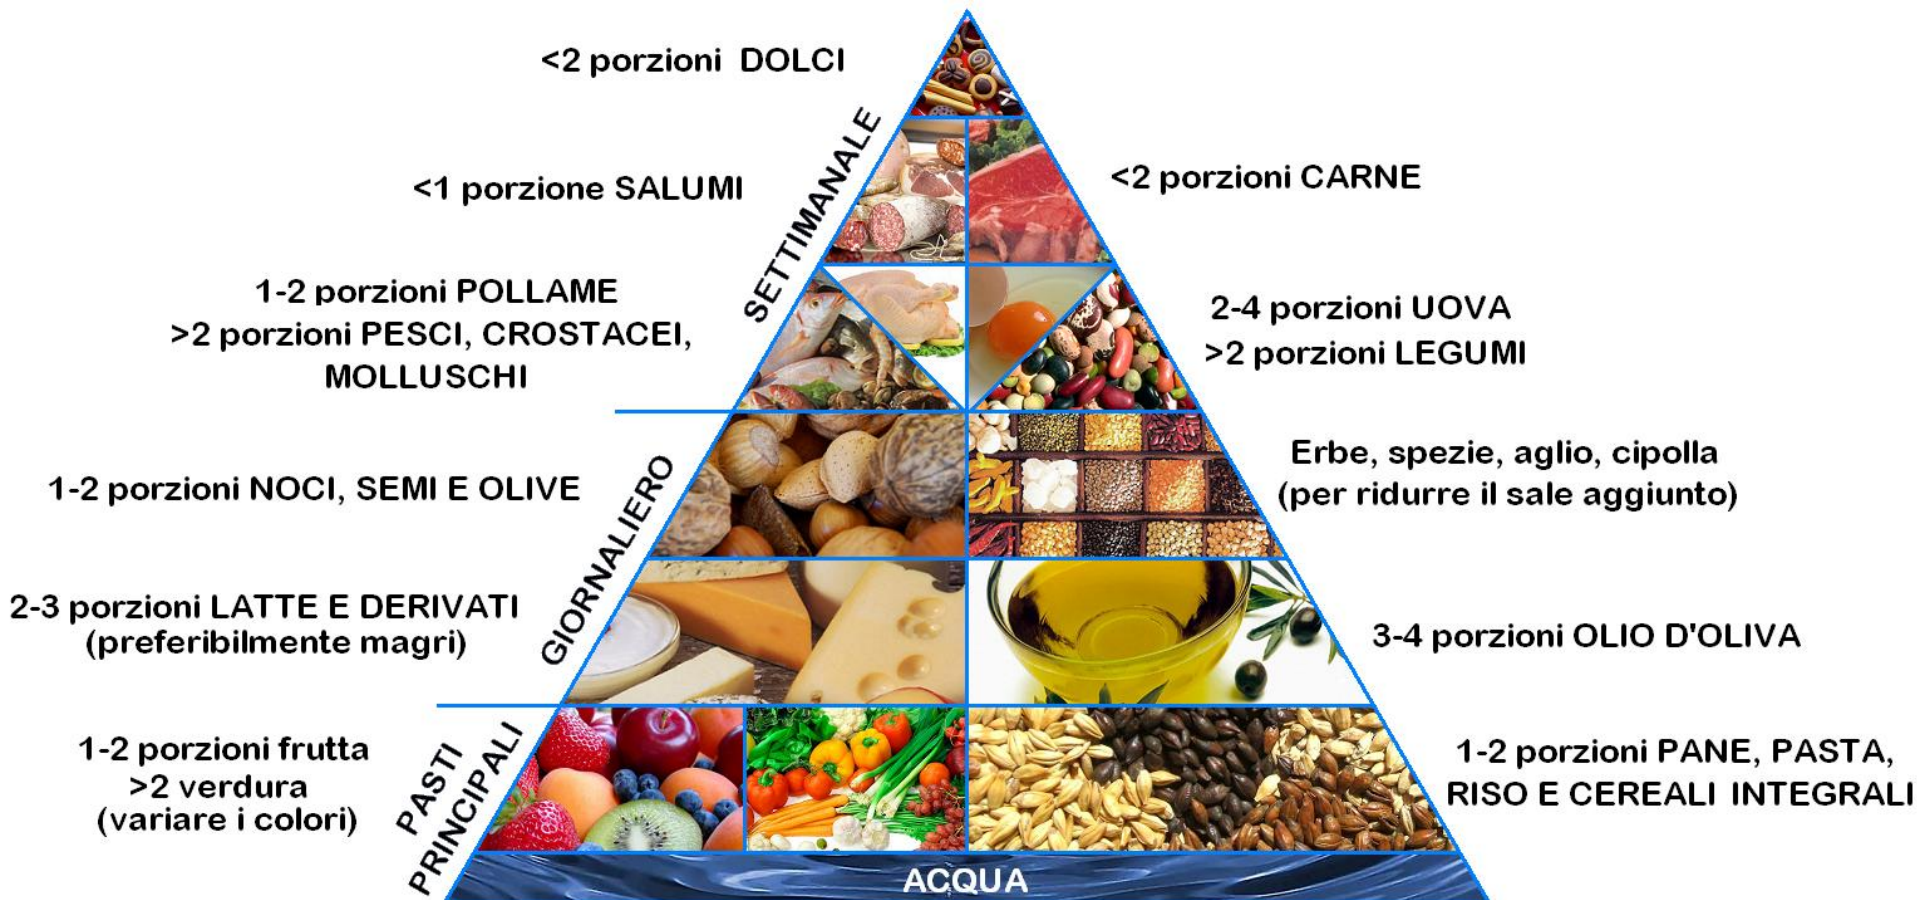 <2 porzioni DOLCI
SETTIMANALE
<1 porzione SALUMI
<2 porzioni CARNE
1-2 porzioni POLLAME
>2 porzioni PESCI, CROSTACEI,
MOLLUSCHI
2-4 porzioni UOVA
>2 porzioni LEGUMI
GIORNALIERO
1-2 porzioni NOCI, SEMI E OLIVE
Erbe, spezie, aglio, cipolla
(per ridurre il sale aggiunto)
2-3 porzioni LATTE E DERIVATI
(preferibilmente magri)
3-4 porzioni OLIO D'OLIVA
PASTI
PRINCIPALI
1-2 porzioni frutta
>2 verdura
(variare i colori)
1-2 porzioni PANE, PASTA,
RISO E CEREALI INTEGRALI
ACQUA